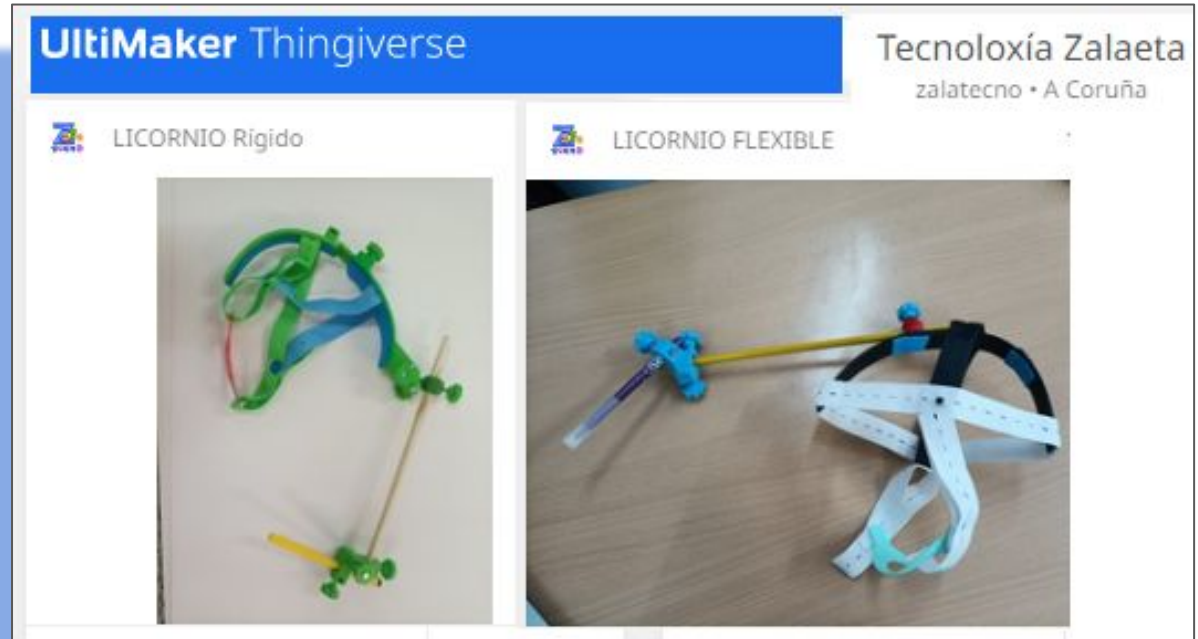 UltiMaker Thingiverse
Tecnoloxía Zalaeta
zalatecno • A Coruña
LICORNIO Rígido
LICORNIO FLEXIBLE